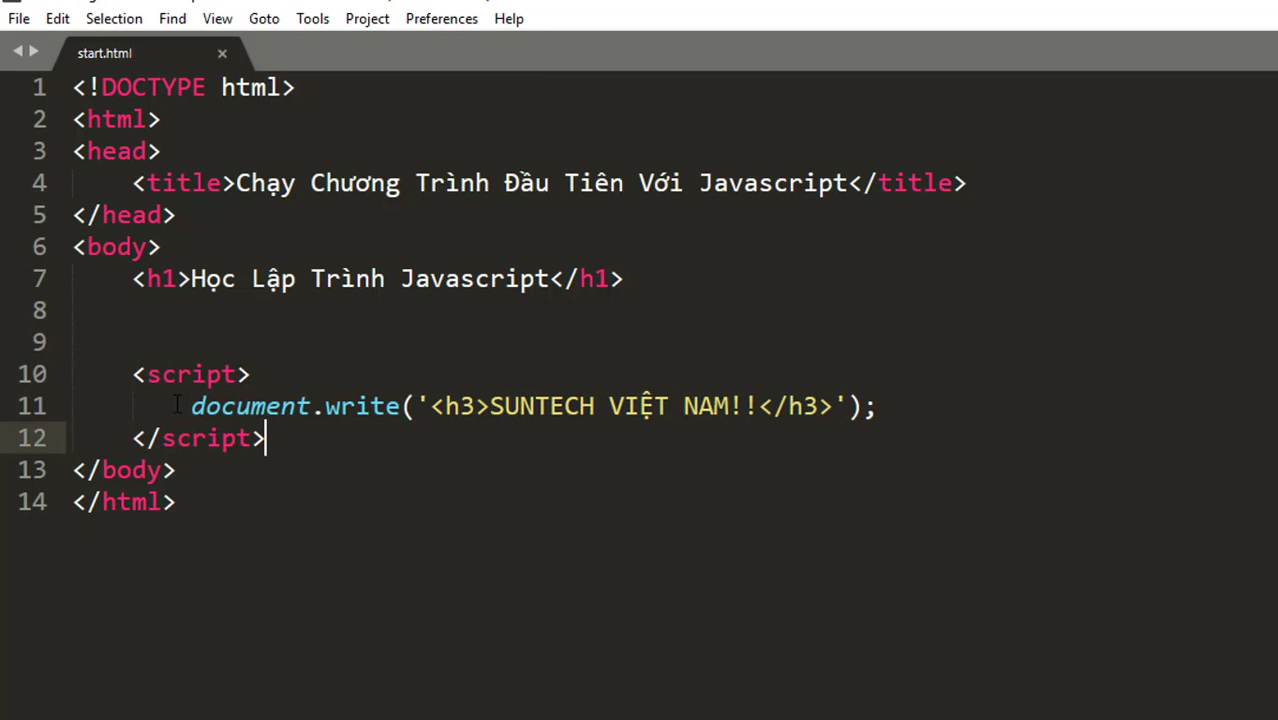 File Edit Selection Find View Goto Tools Project Preferences Help
start.html
1 <!DOCTYPE html>
2 <html>
3 <head>
4 <title>Chạy Chương Trình Đầu Tiên Với Javascript</title>
5 </head>
6 <body>
7 <h1>Học Lập Trình Javascript</h1>
8
9
10 <script>
11 document.write('<h3>SUNTECH VIỆT NAM!!</h3>');
12 </script>
13 </body>
14 </html>